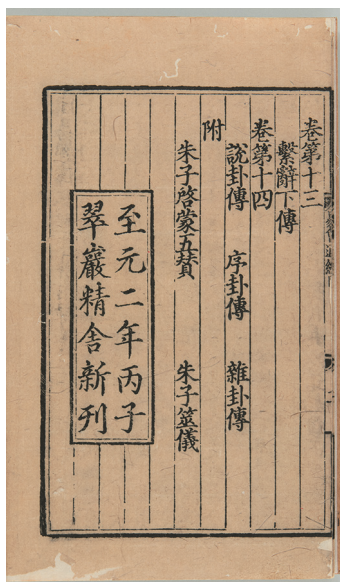 卷第十三
繫辭下傳
卷第十四
說卦傳 序卦傳 雜卦傳
附
朱子啓蒙五贊 朱子筮儀
至元二年丙子
翠巖精舍新刊